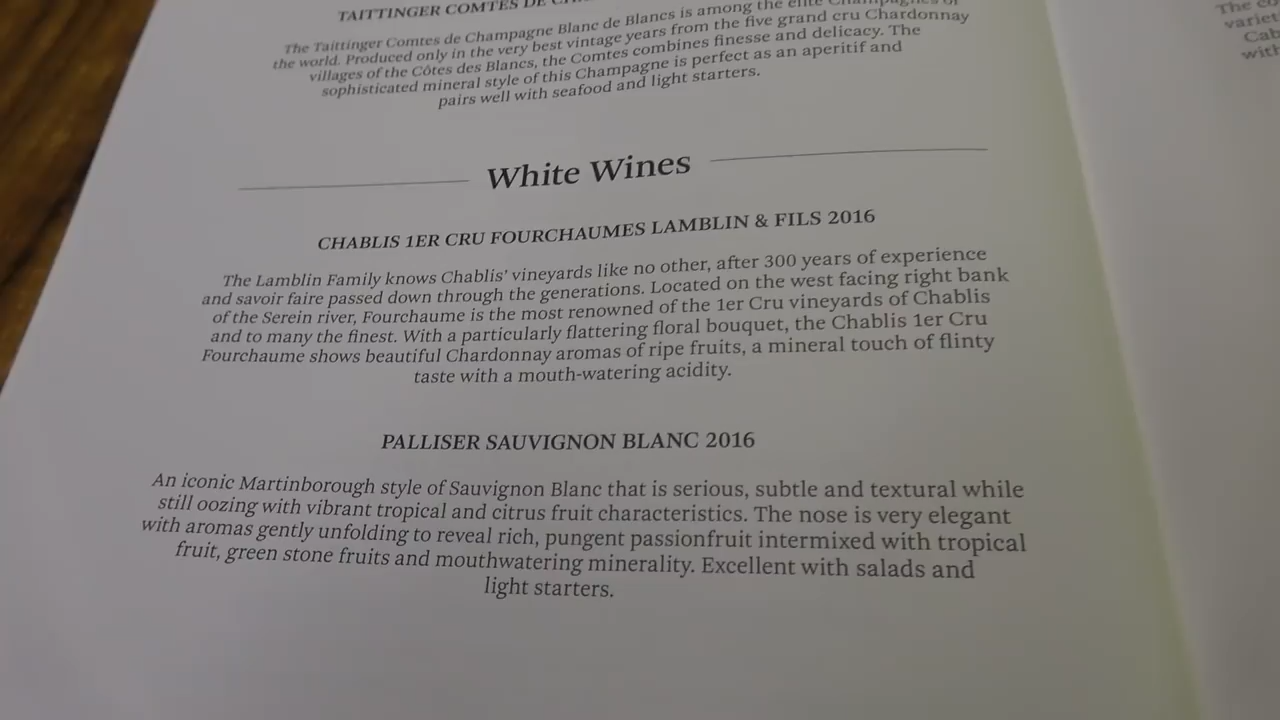 TAITTINGER COMTES DE
The Taittinger Comtes de Champagne Blanc de Blancs is among the elite Champagnes of
the world. Produced only in the very best vintage years from the five grand cru Chardonnay
villages of the Côtes des Blancs, the Comtes combines finesse and delicacy. The
sophisticated mineral style of this Champagne is perfect as an aperitif and
pairs well with seafood and light starters.
White Wines
CHABLIS 1ER CRU FOURCHAUMES LAMBLIN & FILS 2016
The Lamblin Family knows Chablis' vineyards like no other, after 300 years of experience
and savoir faire passed down through the generations. Located on the west facing right bank
of the Serein river, Fourchaume is the most renowned of the 1er Cru vineyards of Chablis
and to many the finest. With a particularly flattering floral bouquet, the Chablis 1er Cru
Fourchaume shows beautiful Chardonnay aromas of ripe fruits, a mineral touch of flinty
taste with a mouth-watering acidity.
PALLISER SAUVIGNON BLANC 2016
An iconic Martinborough style of Sauvignon Blanc that is serious, subtle and textural while
still oozing with vibrant tropical and citrus fruit characteristics. The nose is very elegant
with aromas gently unfolding to reveal rich, pungent passionfruit intermixed with tropical
fruit, green stone fruits and mouthwatering minerality. Excellent with salads and
light starters.
The
with